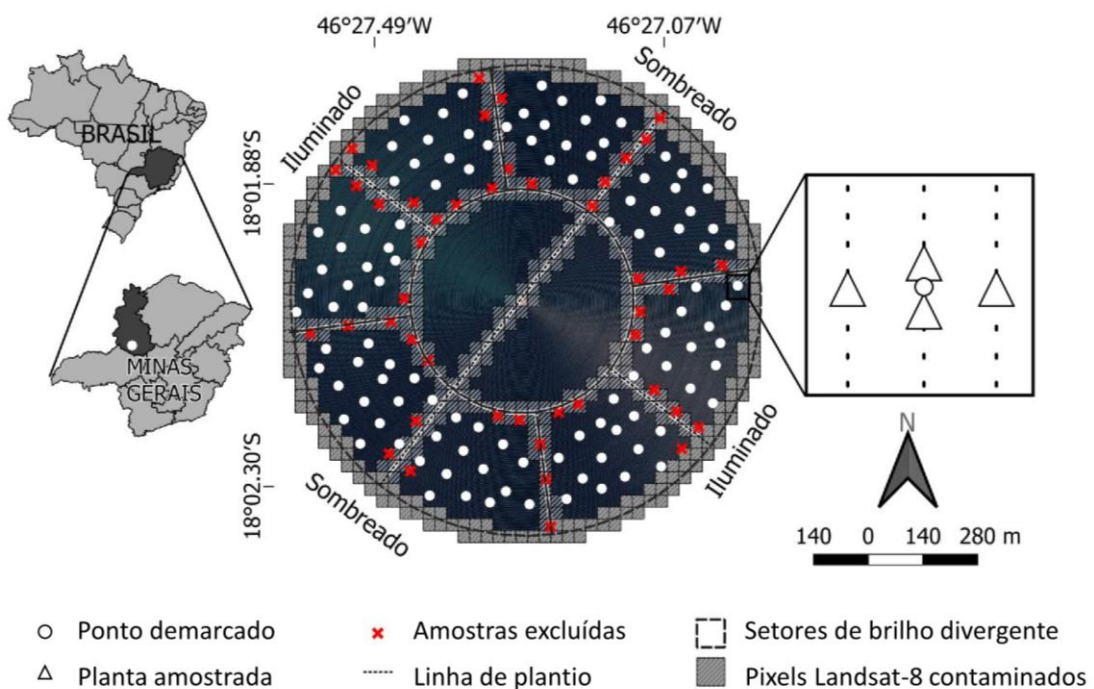 46°27.49′W 46°27.07′W
Iluminado
Sombreado
BRASIL
18°01.88′S
MINAS
GERAIS
18°02.30′S
Sombreado
Iluminado
N
140 0 140 280 m
Ponto demarcado
Amostras excluídas
Setores de brilho divergente
Planta amostrada
Linha de plantio
Pixels Landsat-8 contaminados